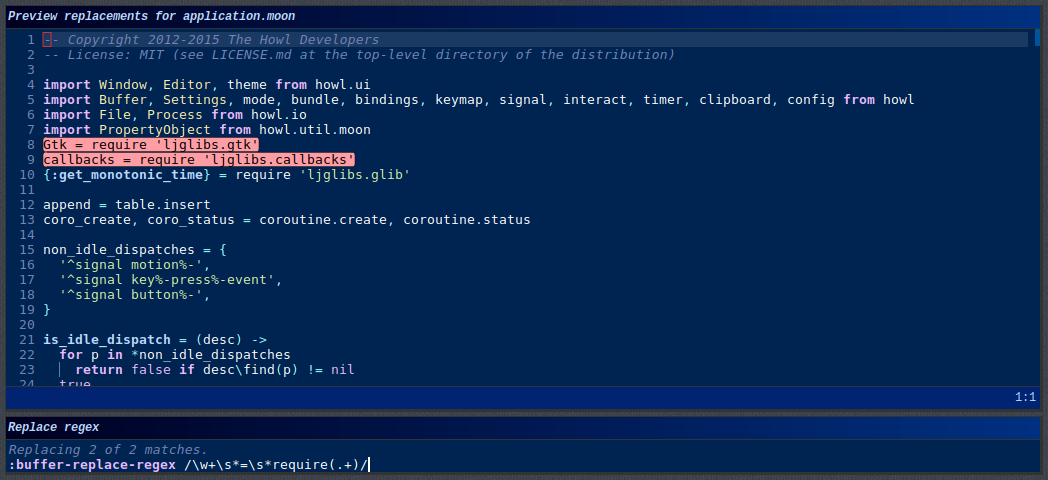 Preview replacements for application.moon
1 -- Copyright 2012-2015 The Howl Developers
2 -- License: MIT (see LICENSE.md at the top-level directory of the distribution)
3
4 import Window, Editor, theme from howl.ui
5 import Buffer, Settings, mode, bundle, bindings, keymap, signal, interact, timer, clipboard, config from howl
6 import File, Process from howl.io
7 import PropertyObject from howl.util.moon
8 Gtk = require 'ljglibs.gtk'
9 callbacks = require 'ljglibs.callbacks'
10 {:get_monotonic_time} = require 'ljglibs.glib'
11
12 append = table.insert
13 coro_create, coro_status = coroutine.create, coroutine.status
14
15 non_idle_dispatches = {
16   '^signal motion%-',
17   '^signal key%-press%-event',
18   '^signal button%-',
19 }
20
21 is_idle_dispatch = (desc) ->
22   for p in *non_idle_dispatches
23     return false if desc\find(p) != nil
24   true
1:1
Replace regex
Replacing 2 of 2 matches.
:buffer-replace-regex /\w+\s*=\s*require(.+)/